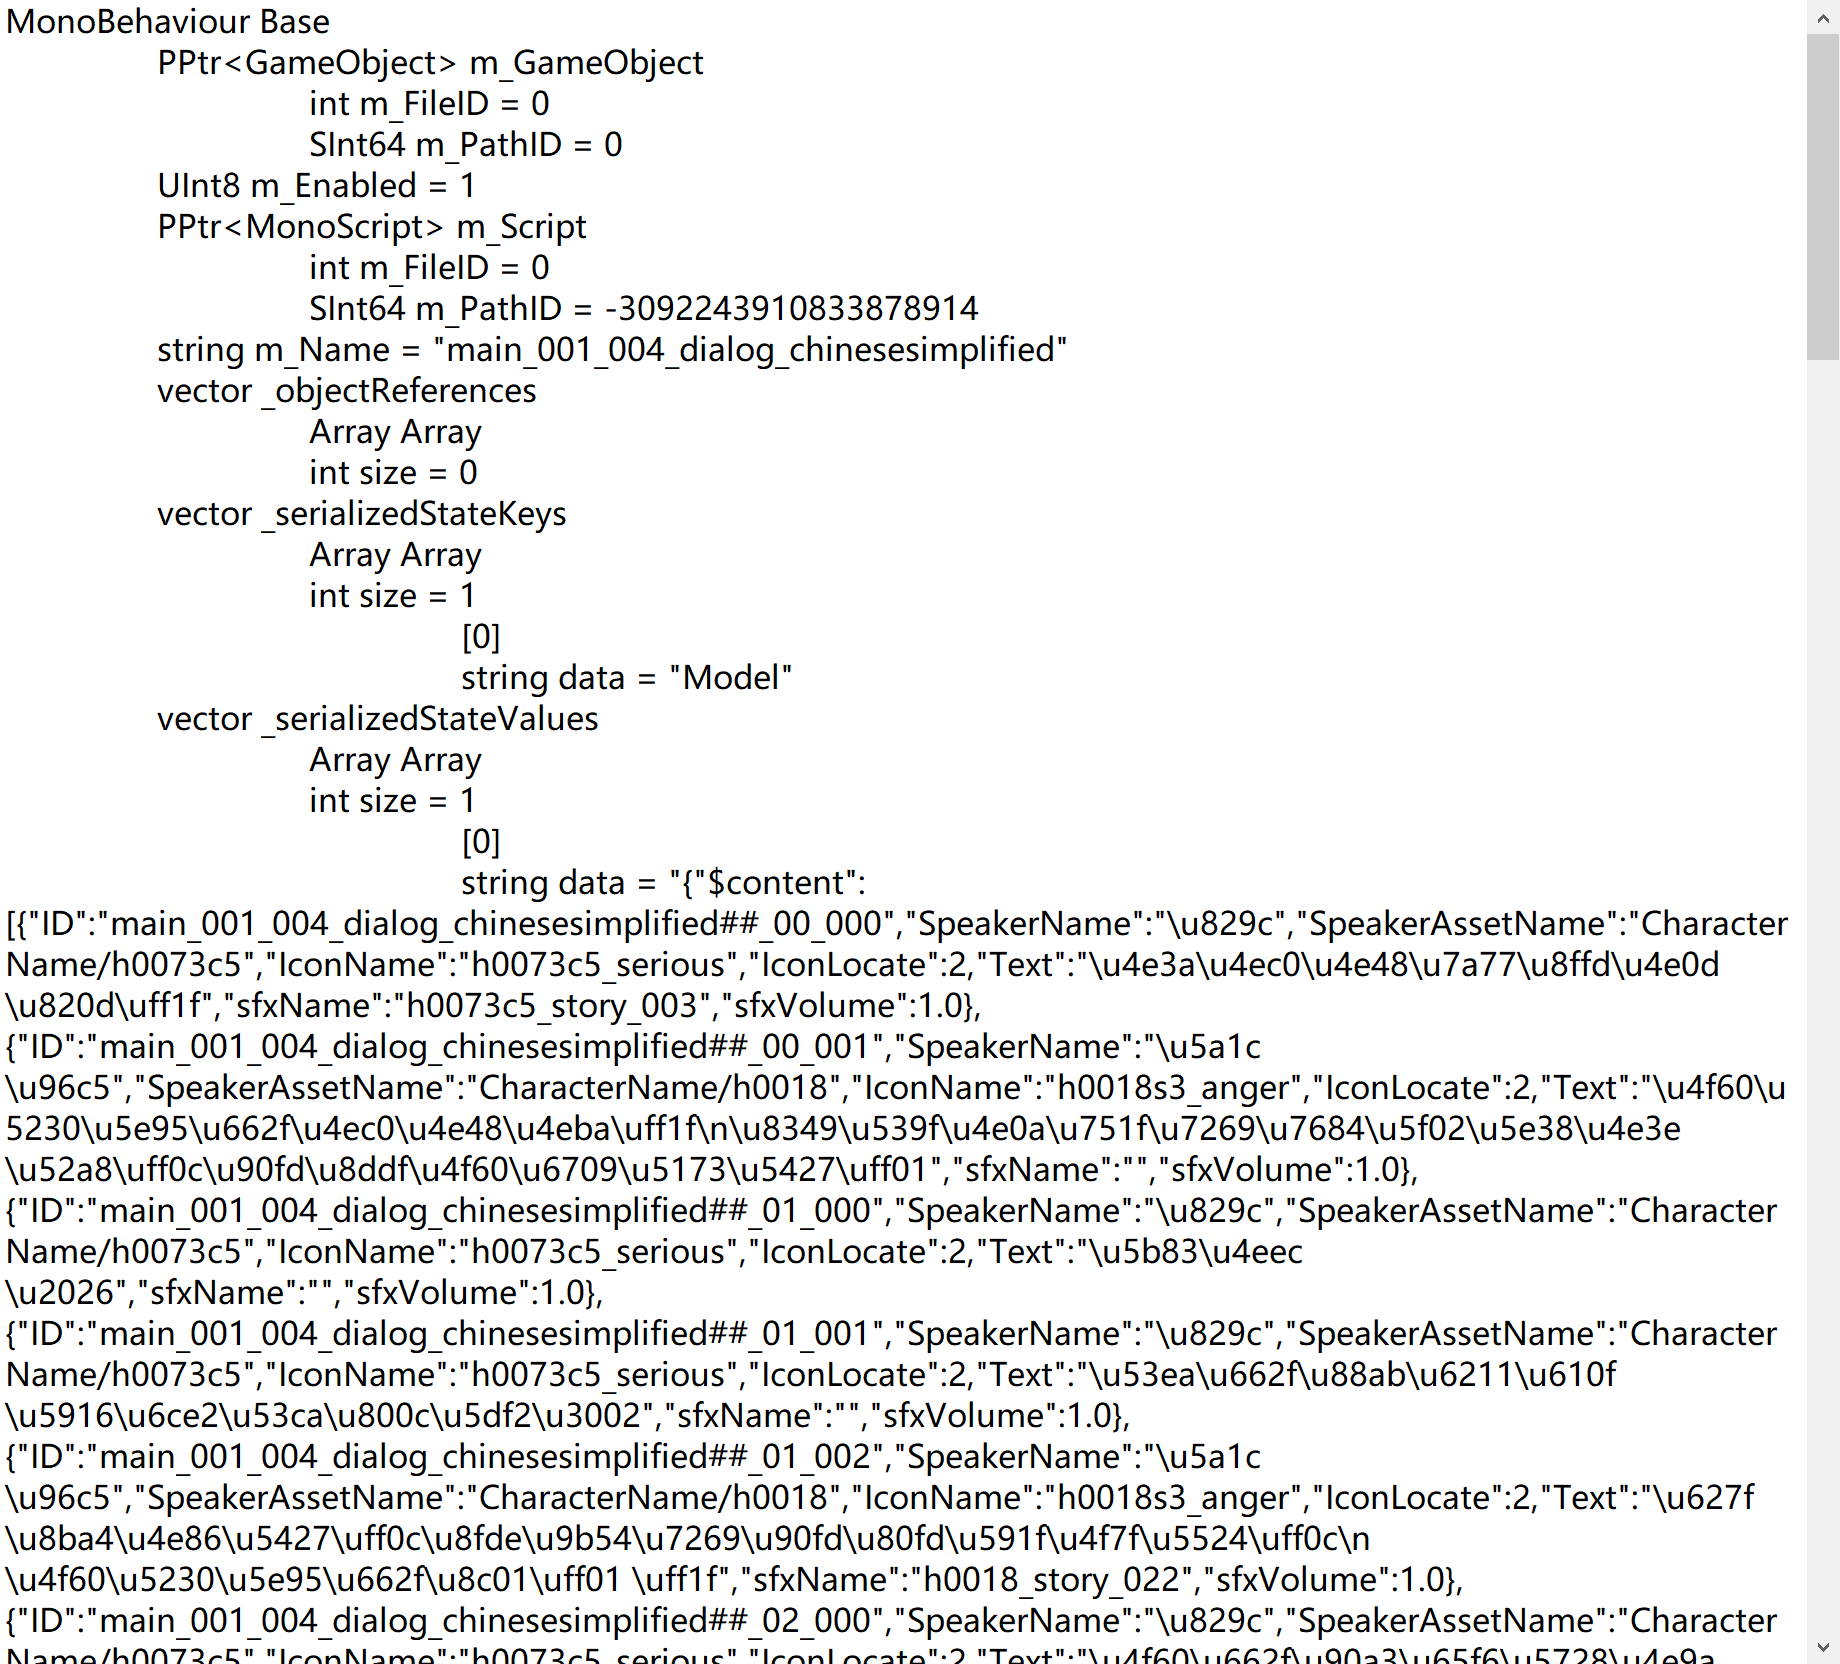 MonoBehaviour Base
PPtr<GameObject> m_GameObject
int m_FileID = 0
SInt64 m_PathID = 0
UInt8 m_Enabled = 1
PPtr<MonoScript> m_Script
int m_FileID = 0
SInt64 m_PathID = -3092243910833878914
string m_Name = "main_001_004_dialog_chinesesimplified"
vector _objectReferences
Array Array
int size = 0
vector _serializedStateKeys
Array Array
int size = 1
[0]
string data = "Model"
vector _serializedStateValues
Array Array
int size = 1
[0]
string data = "{"$content":
[{"ID":"main_001_004_dialog_chinesesimplified##_00_000","SpeakerName":"\u829c","SpeakerAssetName":"Character
Name/h0073c5","IconName":"h0073c5_serious","IconLocate":2,"Text":"\u4e3a\u4ec0\u4e48\u7a77\u8ffd\u4e0d
\u820d\uff1f","sfxName":"h0073c5_story_003","sfxVolume":1.0},
{"ID":"main_001_004_dialog_chinesesimplified##_00_001","SpeakerName":"\u5a1c
\u96c5","SpeakerAssetName":"CharacterName/h0018","IconName":"h0018s3_anger","IconLocate":2,"Text":"\u4f60\u
5230\u5e95\u662f\u4ec0\u4e48\u4eba\uff1f\n\u8349\u539f\u4e0a\u751f\u7269\u7684\u5f02\u5e38\u4e3e
\u52a8\uff0c\u90fd\u8ddf\u4f60\u6709\u5173\u5427\uff01","sfxName":"","sfxVolume":1.0},
{"ID":"main_001_004_dialog_chinesesimplified##_01_000","SpeakerName":"\u829c","SpeakerAssetName":"Character
Name/h0073c5","IconName":"h0073c5_serious","IconLocate":2,"Text":"\u5b83\u4eec
\u2026","sfxName":"","sfxVolume":1.0},
{"ID":"main_001_004_dialog_chinesesimplified##_01_001","SpeakerName":"\u829c","SpeakerAssetName":"Character
Name/h0073c5","IconName":"h0073c5_serious","IconLocate":2,"Text":"\u53ea\u662f\u88ab\u6211\u610f
\u5916\u6ce2\u53ca\u800c\u5df2\u3002","sfxName":"","sfxVolume":1.0},
{"ID":"main_001_004_dialog_chinesesimplified##_01_002","SpeakerName":"\u5a1c
\u96c5","SpeakerAssetName":"CharacterName/h0018","IconName":"h0018s3_anger","IconLocate":2,"Text":"\u627f
\u8ba4\u4e86\u5427\uff0c\u8fde\u9b54\u7269\u90fd\u80fd\u591f\u4f7f\u5524\uff0c\n
\u4f60\u5230\u5e95\u662f\u8c01\uff01 \uff1f","sfxName":"h0018_story_022","sfxVolume":1.0},
{"ID":"main_001_004_dialog_chinesesimplified##_02_000","SpeakerName":"\u829c","SpeakerAssetName":"Character
Name/h0073c5","IconName":"h0073c5_serious","IconLocate":2,"Text":"\u4f60\u662f\u90a3\u65f6\u5728\u4e9a